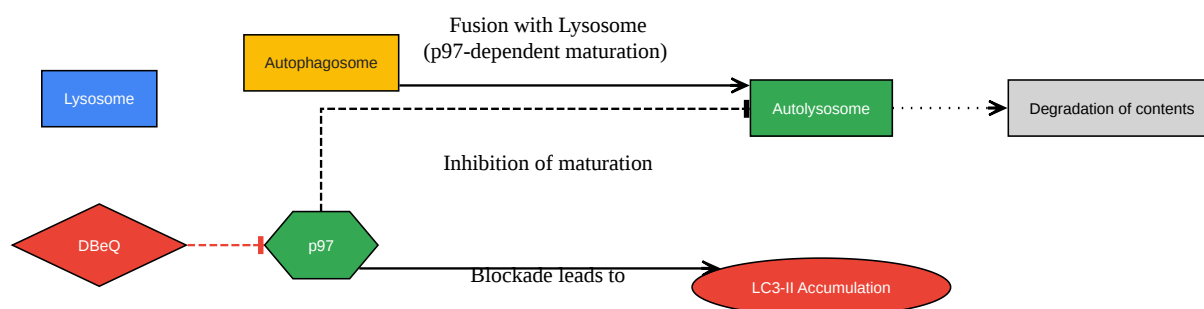 Fusion with Lysosome
(p97-dependent maturation)
Autophagosome
Lysosome
Autolysosome
Degradation of contents
Inhibition of maturation
DBeQ
p97
Blockade leads to
LC3-II Accumulation